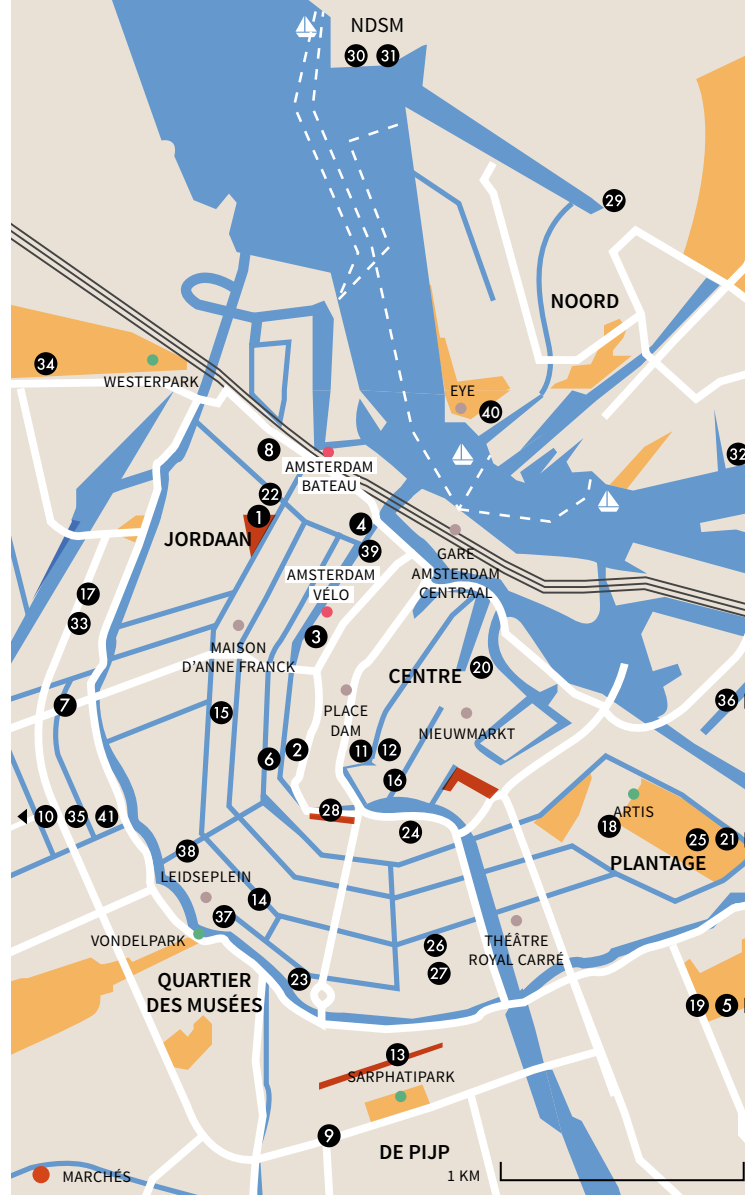 NDSM
30 31
29
NOORD
34
WESTERPARK
EYE
40
8
AMSTERDAM
BATEAU
32
22
1
JORDAAN
4
39
GARE
AMSTERDAM
CENTRAAL
AMSTERDAM
VÉLO
17
33
3
MAISON
D'ANNE FRANCK
CENTRE
20
7
15
PLACE
DAM
NIEUWMARKT
36
6
2
11 12
16
10 35 41
28
24
ARTIS
18
25 21
PLANTAGE
38
LEIDSEPLEIN
14
37
VONDELPARK
26
27
THÉÂTRE
ROYAL CARRÉ
QUARTIER
DES MUSÉES
23
19 5
13
SARPHATIPARK
9
DE PIJP
MARCHÉS
1 KM